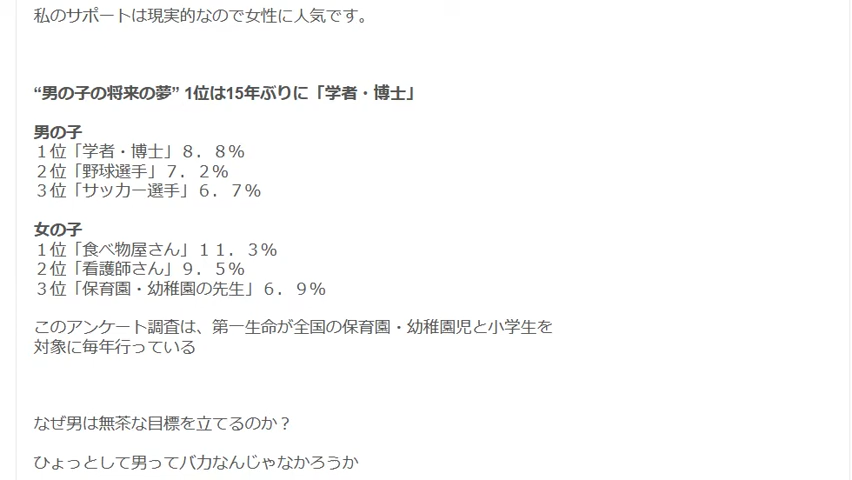 私のサポートは現実的なので女性に人気です。
“男の子の将来の夢” 1位は15年ぶりに「学者・博士」
男の子
１位「学者・博士」８．８％
２位「野球選手」７．２％
３位「サッカー選手」６．７％
女の子
１位「食べ物屋さん」１１．３％
２位「看護師さん」９．５％
３位「保育園・幼稚園の先生」６．９％
このアンケート調査は、第一生命が全国の保育園・幼稚園児と小学生を
対象に毎年行っている
なぜ男は無茶な目標を立てるのか？
ひょっとして男ってバカなんじゃなかろうか